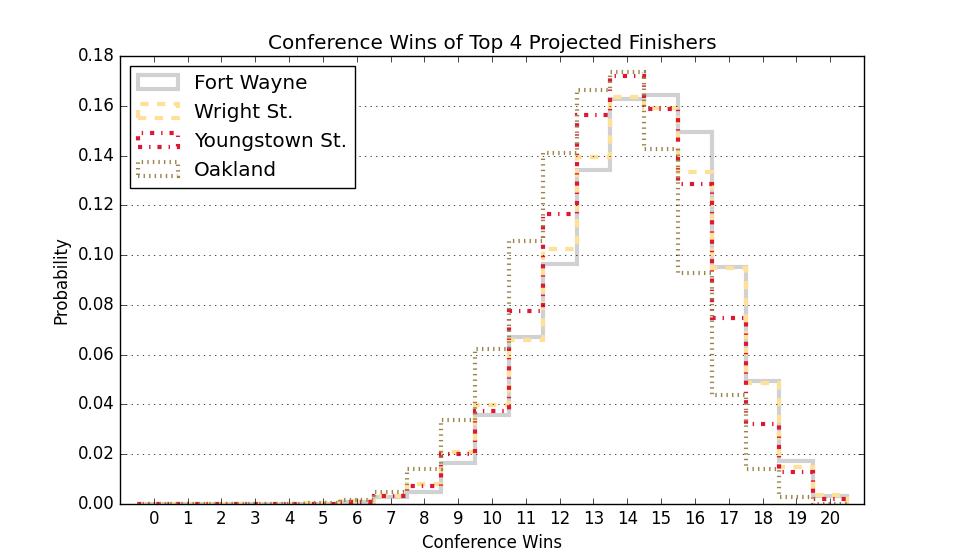 Conference Wins of Top 4 Projected Finishers
0.18
0.16
0.14
0.12
0.10
0.08
0.06
0.04
0.02
0.00
Probability
Fort Wayne
Wright St.
Youngstown St.
Oakland
0 1 2 3 4 5 6 7 8 9 10 11 12 13 14 15 16 17 18 19 20
Conference Wins